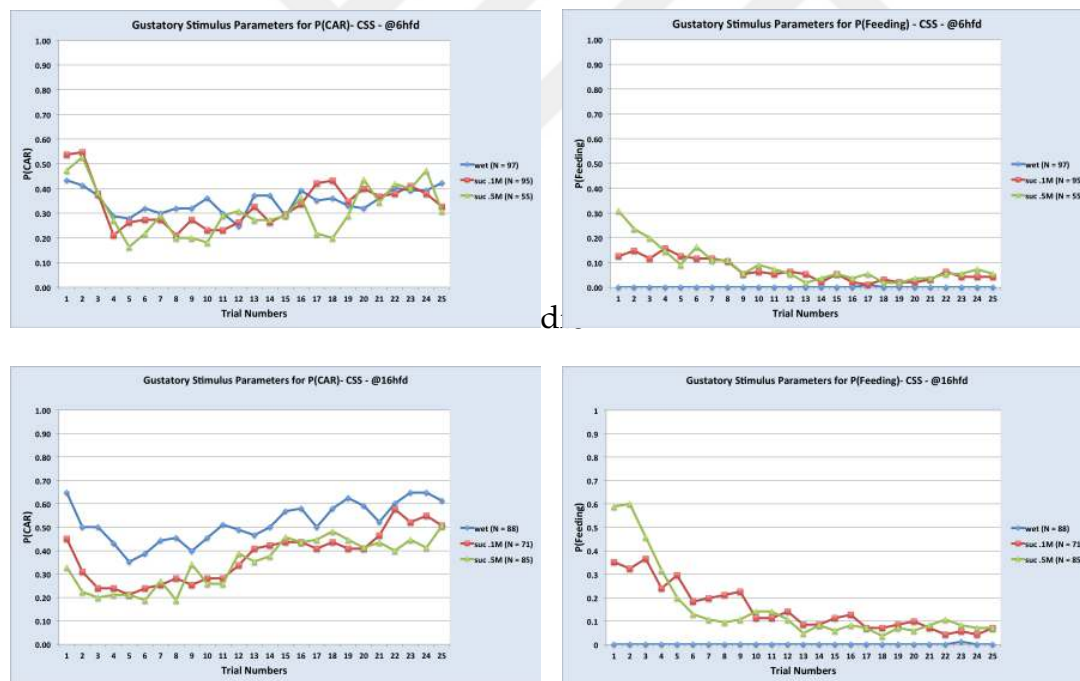 Gustatory Stimulus Parameters for P(CAR)- CSS - @6hfd
1.00
0.90
0.80
0.70
0.60
0.50
0.40
0.30
0.20
0.10
0.00
P(CAR)
1 2 3 4 5 6 7 8 9 10 11 12 13 14 15 16 17 18 19 20 21 22 23 24 25
Trial Numbers
wet (N = 97)
suc .1M (N = 95)
suc .5M (N = 55)
Gustatory Stimulus Parameters for P(Feeding) - CSS - @6hfd
1.00
0.90
0.80
0.70
0.60
0.50
0.40
0.30
0.20
0.10
0.00
P(Feeding)
1 2 3 4 5 6 7 8 9 10 11 12 13 14 15 16 17 18 19 20 21 22 23 24 25
Trial Numbers
wet (N = 97)
suc .1M (N = 95)
suc .5M (N = 55)
Gustatory Stimulus Parameters for P(CAR)- CSS - @16hfd
1.00
0.90
0.80
0.70
0.60
0.50
0.40
0.30
0.20
0.10
0.00
P(CAR)
1 2 3 4 5 6 7 8 9 10 11 12 13 14 15 16 17 18 19 20 21 22 23 24 25
Trial Numbers
wet (N = 88)
suc .1M (N = 71)
suc .5M (N = 85)
Gustatory Stimulus Parameters for P(Feeding)- CSS - @16hfd
1
0.9
0.8
0.7
0.6
0.5
0.4
0.3
0.2
0.1
0
P(Feeding)
1 2 3 4 5 6 7 8 9 10 11 12 13 14 15 16 17 18 19 20 21 22 23 24 25
Trial Numbers
wet (N = 88)
suc .1M (N = 71)
suc .5M (N = 85)